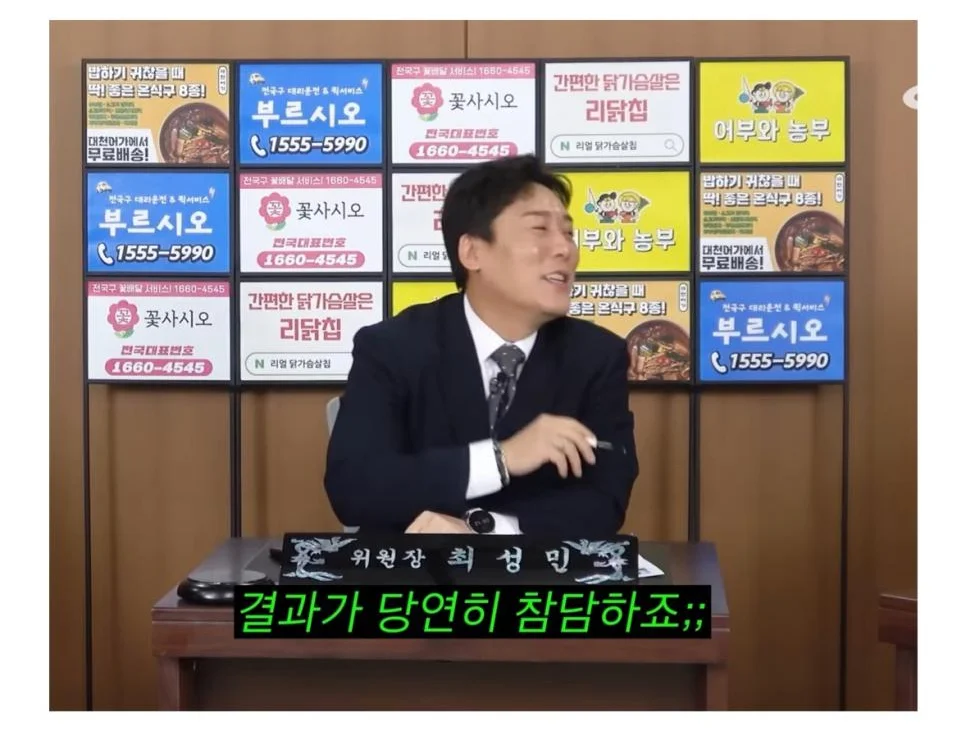 밥하기 귀찮을 때
딱! 좋은 온식구 8종!
대천어가에서
무료배송!
전국구 대리운전 & 퀵서비스
부르시오
1555-5990
전국구 꽃배달 서비스! 1660-4545
꽃사시오
전국대표번호
1660-4545
간편한 닭가슴살은
리닭칩
N 리얼 닭가슴살칩
어부와 농부
전국구 대리운전 & 퀵서비스
부르시오
1555-5990
전국구 꽃배달 서비스! 1660-4545
꽃사시오
전국대표번호
1660-4545
간편한
N 리얼
부와 농부
밥하기 귀찮을 때
딱! 좋은 온식구 8종!
대천어가에서
무료배송!
전국구 꽃배달 서비스! 1660-4545
꽃사시오
전국대표번호
1660-4545
간편한 닭가슴살은
리닭칩
N 리얼 닭가슴살칩
귀찮을 때
좋은 온식구 8종!
전국구 대리운전 & 퀵서비스
부르시오
1555-5990
위원장 최성민
결과가 당연히 참담하죠;;